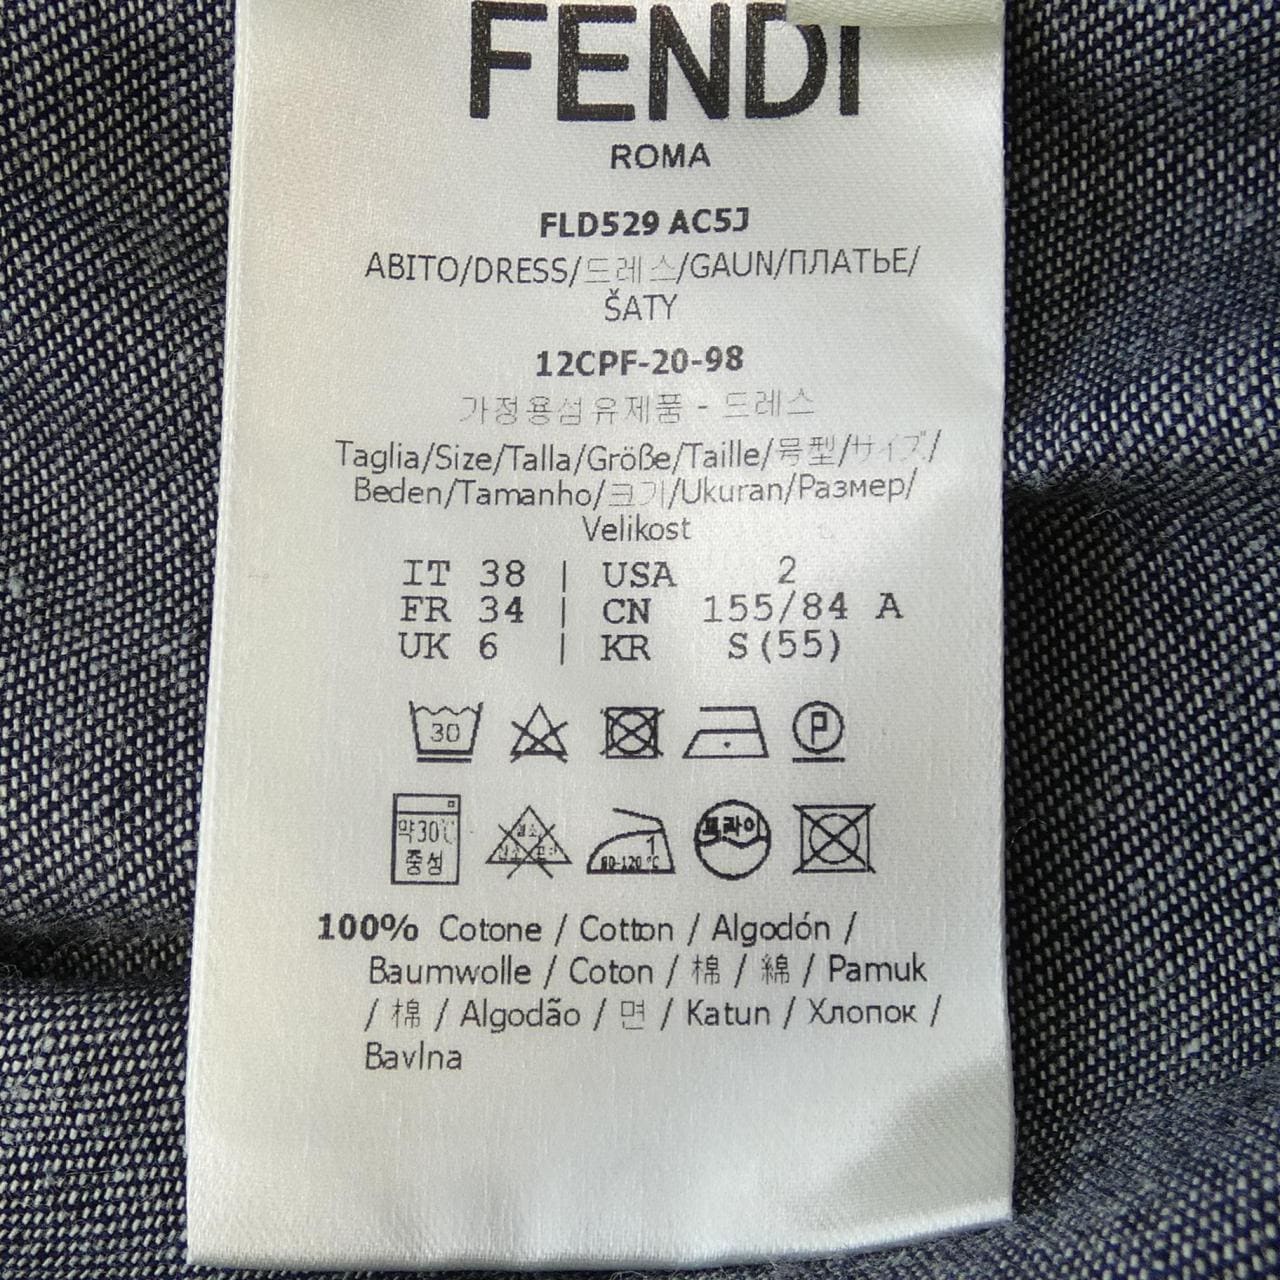 FENDI
ROMA
FLD529 AC5J
ABITO/DRESS/드레스/GAUN/ПЛАТЬЕ/
ŠATY
12CPF-20-98
가정용섬유제품 - 드레스
Taglia/Size/Talla/Größe/Taille/号型/サイズ/
Beden/Tamanho/크기/Ukuran/Размер/
Velikost
IT 38 | USA 2
FR 34 | CN 155/84 A
UK 6 | KR S(55)
30 P
약30℃ 1 드라이
중성 80-120℃
100% Cotone / Cotton / Algodón /
Baumwolle / Coton / 棉 / 綿 / Pamuk
/ 棉 / Algodão / 면 / Katun / Хлопок /
Bavlna